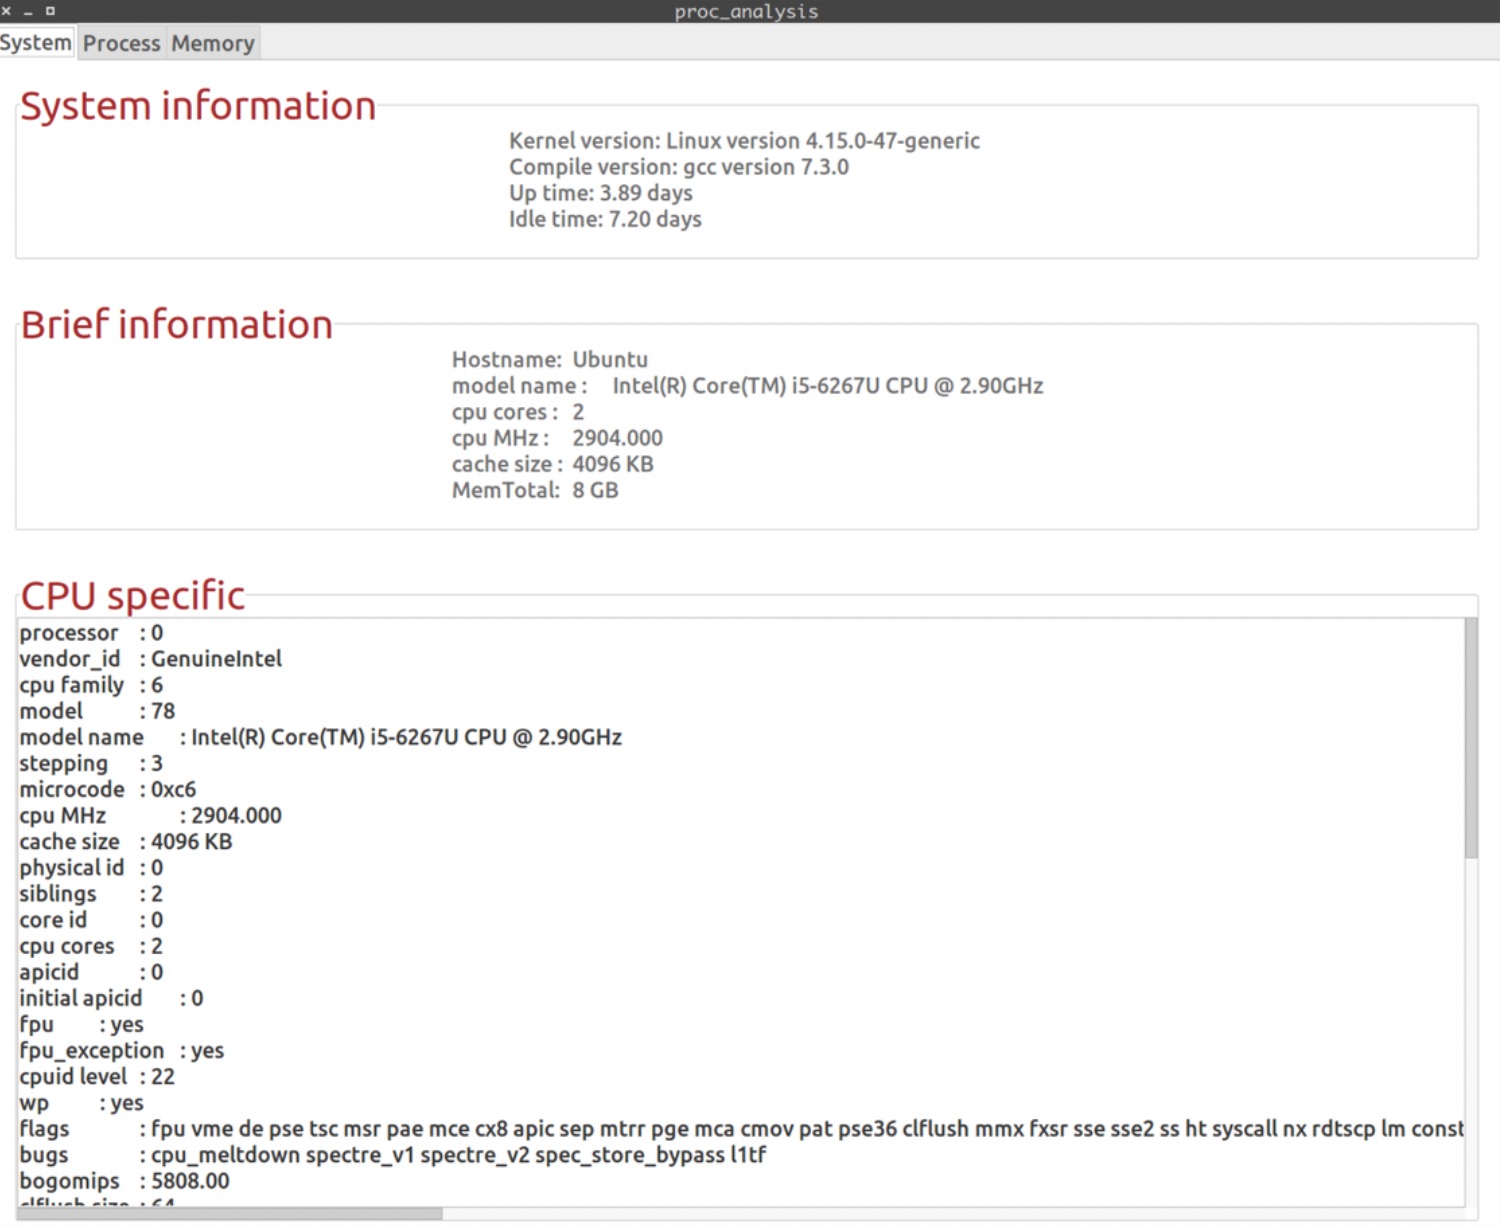 proc_analysis
System Process Memory
System information
Kernel version: Linux version 4.15.0-47-generic
Compile version: gcc version 7.3.0
Up time: 3.89 days
Idle time: 7.20 days
Brief information
Hostname: Ubuntu
model name : Intel(R) Core(TM) i5-6267U CPU @ 2.90GHz
cpu cores : 2
cpu MHz : 2904.000
cache size : 4096 KB
MemTotal: 8 GB
CPU specific
processor : 0
vendor_id : GenuineIntel
cpu family : 6
model : 78
model name : Intel(R) Core(TM) i5-6267U CPU @ 2.90GHz
stepping : 3
microcode : 0xc6
cpu MHz : 2904.000
cache size : 4096 KB
physical id : 0
siblings : 2
core id : 0
cpu cores : 2
apicid : 0
initial apicid : 0
fpu : yes
fpu_exception : yes
cpuid level : 22
wp : yes
flags : fpu vme de pse tsc msr pae mce cx8 apic sep mtrr pge mca cmov pat pse36 clflush mmx fxsr sse sse2 ss ht syscall nx rdtscp lm const
bugs : cpu_meltdown spectre_v1 spectre_v2 spec_store_bypass l1tf
bogomips : 5808.00
clflush size : 64